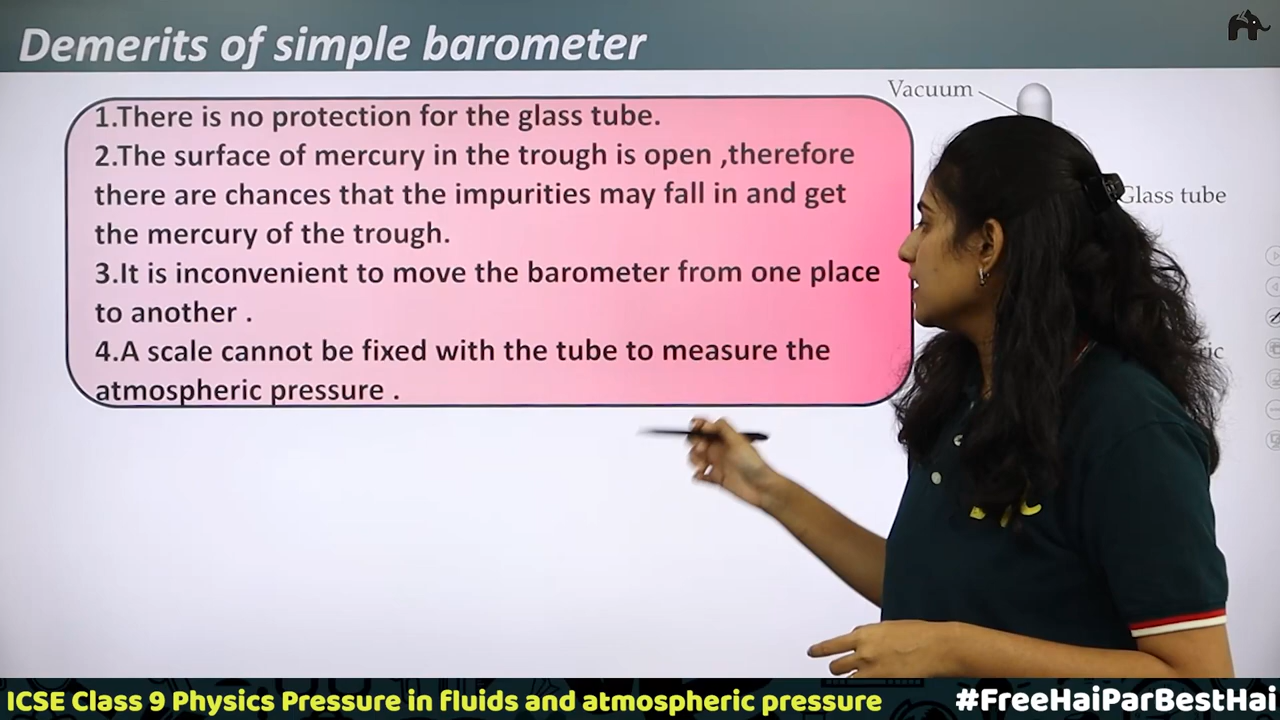 Demerits of simple barometer
Vacuum
1.There is no protection for the glass tube.
2.The surface of mercury in the trough is open ,therefore
there are chances that the impurities may fall in and get
the mercury of the trough.
3.It is inconvenient to move the barometer from one place
to another .
4.A scale cannot be fixed with the tube to measure the
atmospheric pressure .
Glass tube
ICSE Class 9 Physics Pressure in fluids and atmospheric pressure
#FreeHaiParBestHai